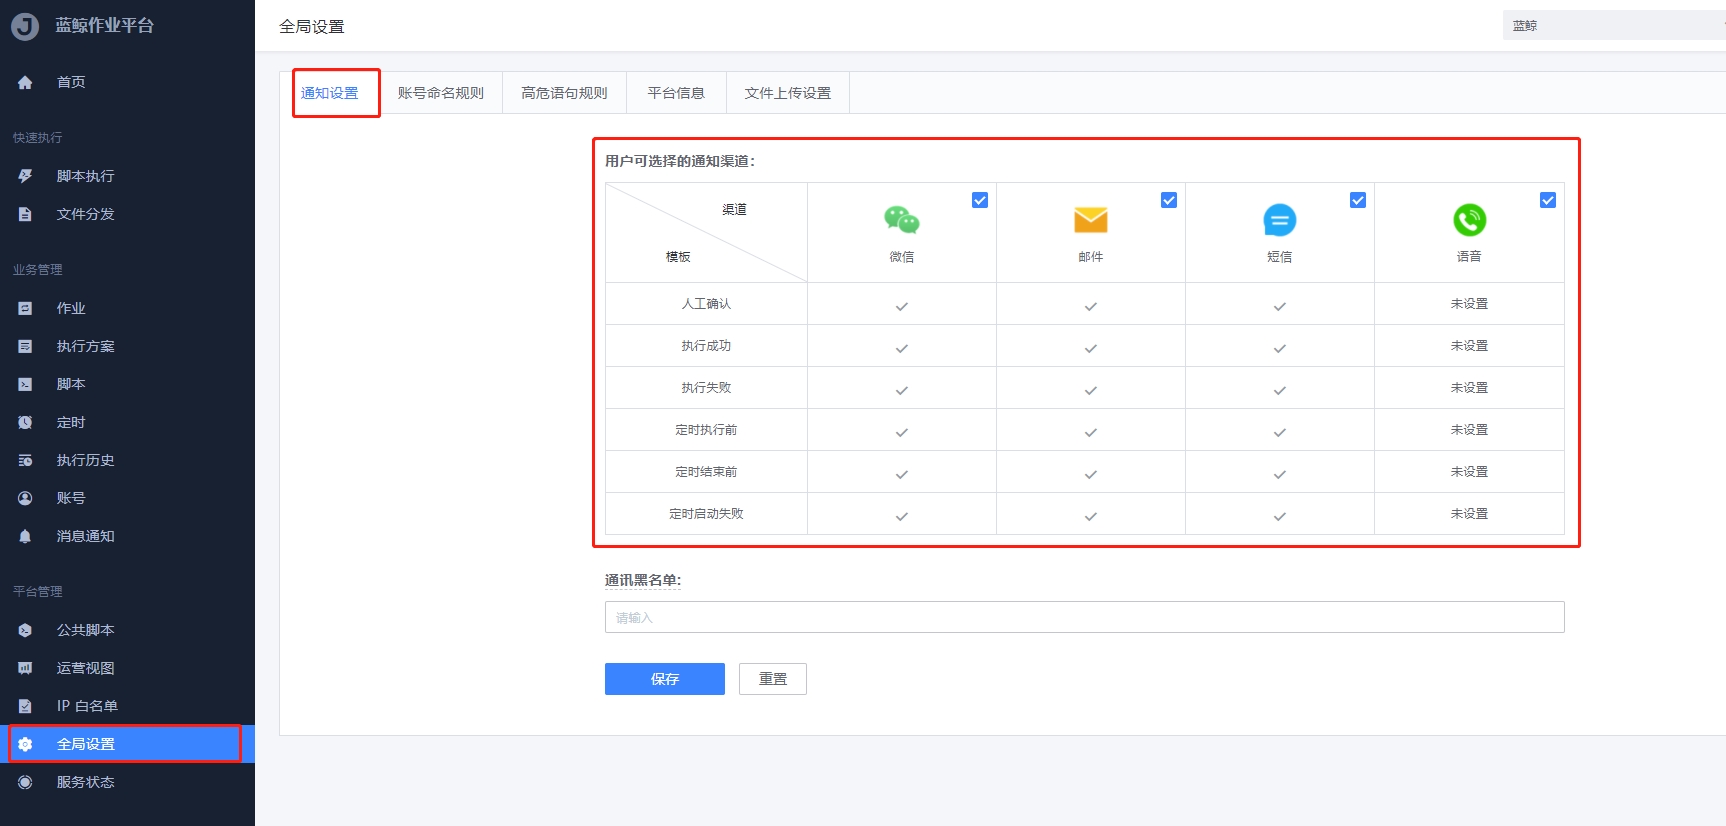 蓝鲸作业平台
首页
快速执行
脚本执行
文件分发
业务管理
作业
执行方案
脚本
定时
执行历史
账号
消息通知
平台管理
公共脚本
运营视图
IP 白名单
全局设置
服务状态
全局设置
蓝鲸
通知设置 账号命名规则 高危语句规则 平台信息 文件上传设置
用户可选择的通知渠道：
渠道
模板
微信 邮件 短信 语音
人工确认 未设置
执行成功 未设置
执行失败 未设置
定时执行前 未设置
定时结束前 未设置
定时启动失败 未设置
通讯黑名单:
请输入
保存 重置